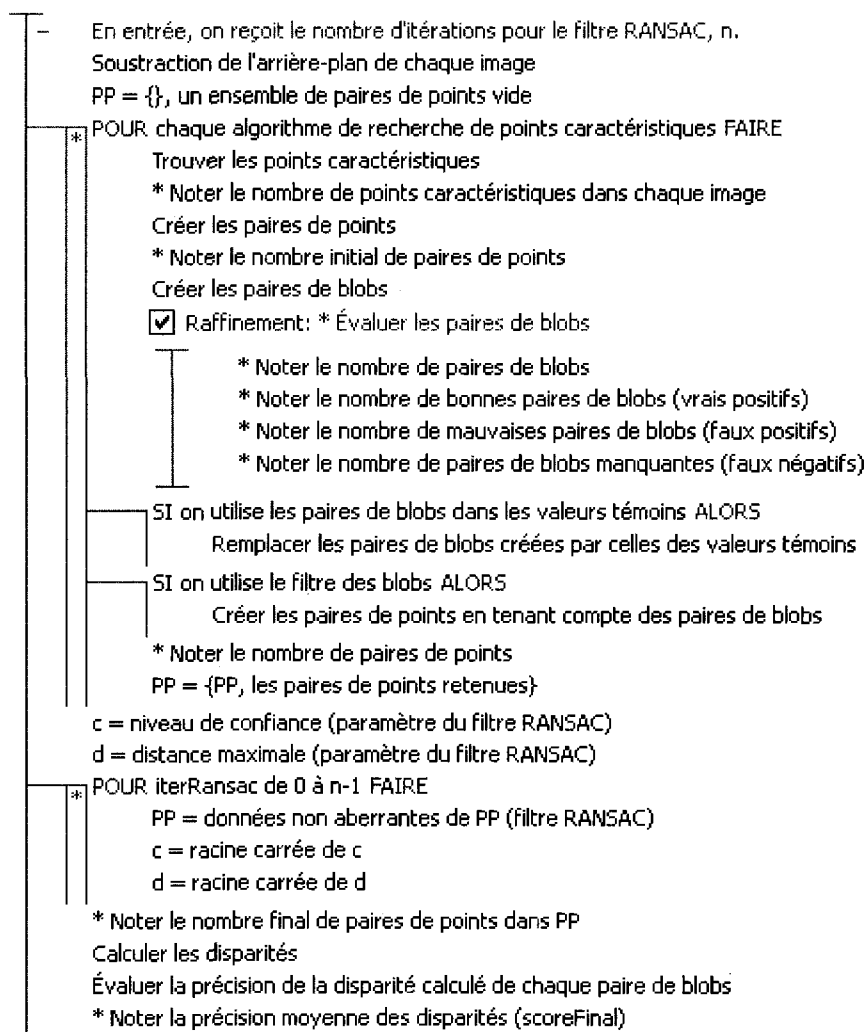 En entrée, on reçoit le nombre d'itérations pour le filtre RANSAC, n.
Soustraction de l'arrière-plan de chaque image
PP = {}, un ensemble de paires de points vide
* POUR chaque algorithme de recherche de points caractéristiques FAIRE
Trouver les points caractéristiques
* Noter le nombre de points caractéristiques dans chaque image
Créer les paires de points
* Noter le nombre initial de paires de points
Créer les paires de blobs
Raffinement: * Évaluer les paires de blobs
* Noter le nombre de paires de blobs
* Noter le nombre de bonnes paires de blobs (vrais positifs)
* Noter le nombre de mauvaises paires de blobs (faux positifs)
* Noter le nombre de paires de blobs manquantes (faux négatifs)
SI on utilise les paires de blobs dans les valeurs témoins ALORS
Remplacer les paires de blobs créées par celles des valeurs témoins
SI on utilise le filtre des blobs ALORS
Créer les paires de points en tenant compte des paires de blobs
* Noter le nombre de paires de points
PP = {PP, les paires de points retenues}
c = niveau de confiance (paramètre du filtre RANSAC)
d = distance maximale (paramètre du filtre RANSAC)
* POUR iterRansac de 0 à n-1 FAIRE
PP = données non aberrantes de PP (filtre RANSAC)
c = racine carrée de c
d = racine carrée de d
* Noter le nombre final de paires de points dans PP
Calculer les disparités
Évaluer la précision de la disparité calculé de chaque paire de blobs
* Noter la précision moyenne des disparités (scoreFinal)